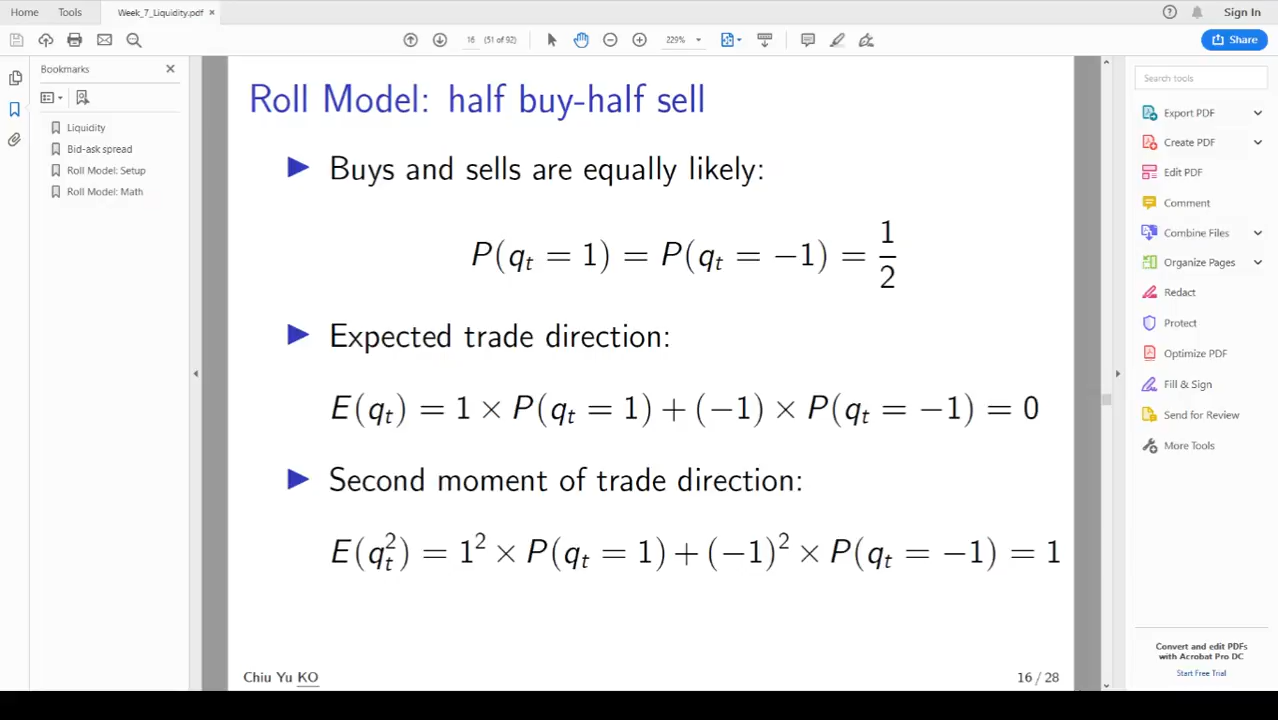 Home Tools Week_7_Liquidity.pdf × Sign In
16 (51 of 92) 229% Share
Bookmarks
Liquidity
Bid-ask spread
Roll Model: Setup
Roll Model: Math
Roll Model: half buy-half sell
Buys and sells are equally likely:
P(q_t = 1) = P(q_t = −1) = 1/2
Expected trade direction:
E(q_t) = 1 × P(q_t = 1) + (−1) × P(q_t = −1) = 0
Second moment of trade direction:
E(q_t^2) = 1^2 × P(q_t = 1) + (−1)^2 × P(q_t = −1) = 1
Chiu Yu KO 16 / 28
Search tools
Export PDF
Create PDF
Edit PDF
Comment
Combine Files
Organize Pages
Redact
Protect
Optimize PDF
Fill & Sign
Send for Review
More Tools
Convert and edit PDFs
with Acrobat Pro DC
Start Free Trial